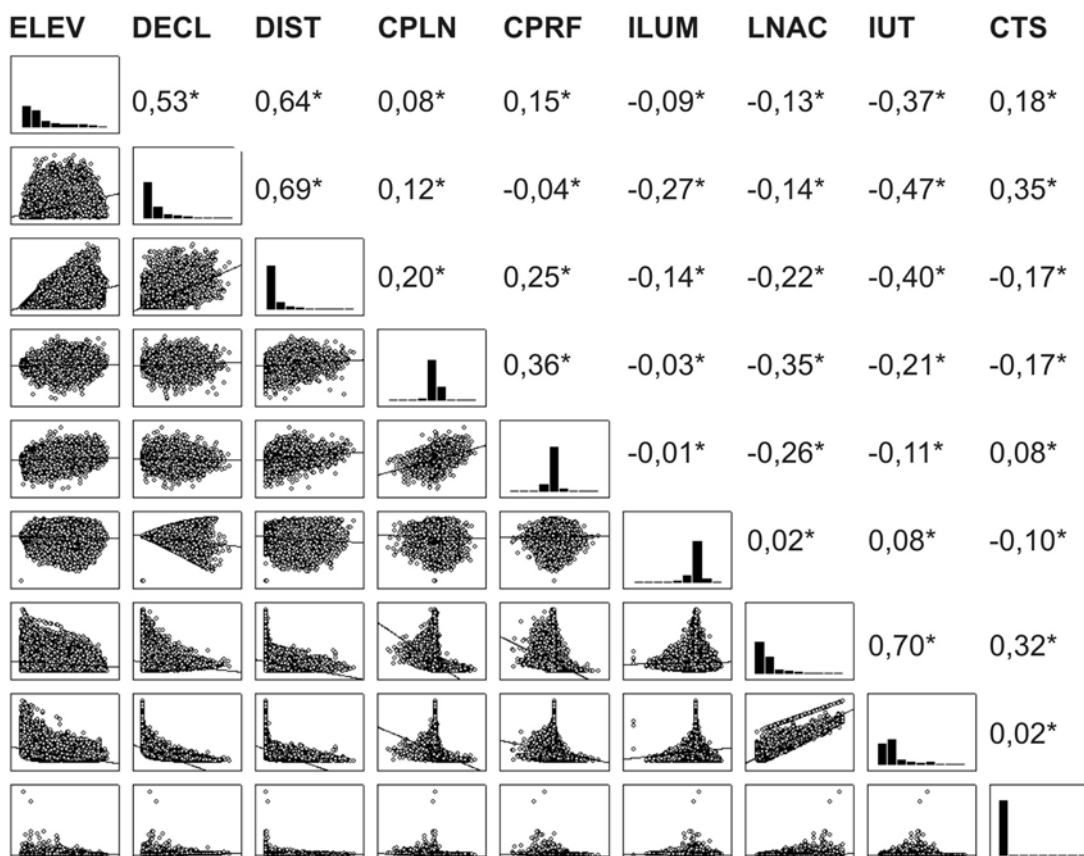 ELEV DECL DIST CPLN CPRF ILUM LNAC IUT CTS
0,53* 0,64* 0,08* 0,15* -0,09* -0,13* -0,37* 0,18*
0,69* 0,12* -0,04* -0,27* -0,14* -0,47* 0,35*
0,20* 0,25* -0,14* -0,22* -0,40* -0,17*
0,36* -0,03* -0,35* -0,21* -0,17*
-0,01* -0,26* -0,11* 0,08*
0,02* 0,08* -0,10*
0,70* 0,32*
0,02*